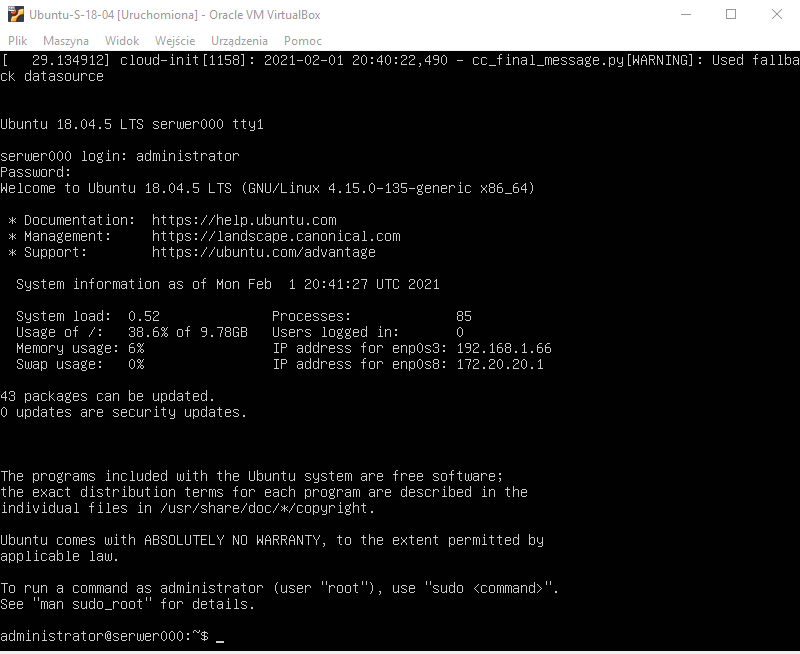 Ubuntu-S-18-04 [Uruchomiona] - Oracle VM VirtualBox
Plik Maszyna Widok Wejście Urządzenia Pomoc
[   29.134912] cloud-init[1158]: 2021-02-01 20:40:22,490 - cc_final_message.py[WARNING]: Used fallba
ck datasource
Ubuntu 18.04.5 LTS serwer000 tty1
serwer000 login: administrator
Password:
Welcome to Ubuntu 18.04.5 LTS (GNU/Linux 4.15.0-135-generic x86_64)
 * Documentation:  https://help.ubuntu.com
 * Management:     https://landscape.canonical.com
 * Support:        https://ubuntu.com/advantage
  System information as of Mon Feb  1 20:41:27 UTC 2021
  System load:  0.52              Processes:             85
  Usage of /:   38.6% of 9.78GB   Users logged in:       0
  Memory usage: 6%                IP address for enp0s3: 192.168.1.66
  Swap usage:   0%                IP address for enp0s8: 172.20.20.1
43 packages can be updated.
0 updates are security updates.
The programs included with the Ubuntu system are free software;
the exact distribution terms for each program are described in the
individual files in /usr/share/doc/*/copyright.
Ubuntu comes with ABSOLUTELY NO WARRANTY, to the extent permitted by
applicable law.
To run a command as administrator (user "root"), use "sudo <command>".
See "man sudo_root" for details.
administrator@serwer000:~$ _